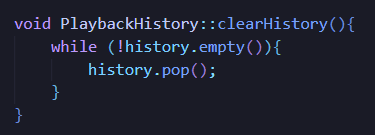 void PlaybackHistory::clearHistory(){
    while (!history.empty()){
        history.pop();
    }
}